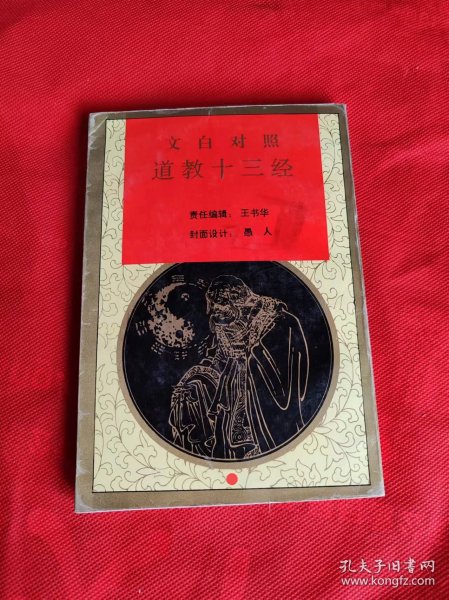 文白对照
道教十三经
责任编辑：王书华
封面设计：愚人
孔夫子旧书网
www.kongfz.com